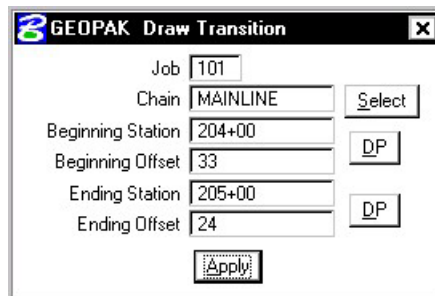 GEOPAK Draw Transition
Job 101
Chain MAINLINE Select
Beginning Station 204+00
DP
Beginning Offset 33
Ending Station 205+00
DP
Ending Offset 24
Apply